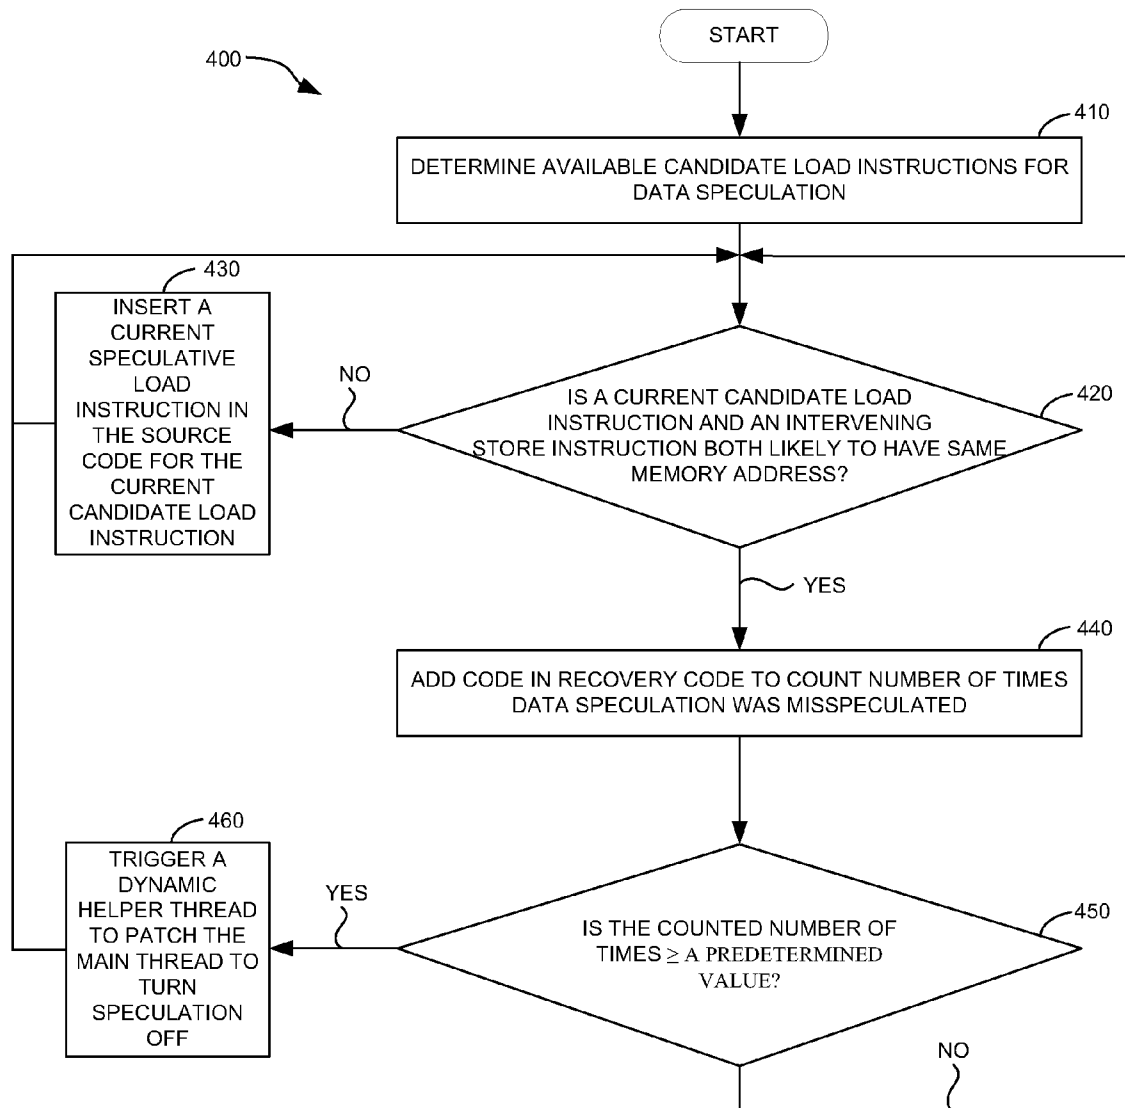 START
400
410
DETERMINE AVAILABLE CANDIDATE LOAD INSTRUCTIONS FOR
DATA SPECULATION
430
INSERT A
CURRENT
SPECULATIVE
LOAD
INSTRUCTION IN
THE SOURCE
CODE FOR THE
CURRENT
CANDIDATE LOAD
INSTRUCTION
NO
420
IS A CURRENT CANDIDATE LOAD
INSTRUCTION AND AN INTERVENING
STORE INSTRUCTION BOTH LIKELY TO HAVE SAME
MEMORY ADDRESS?
YES
440
ADD CODE IN RECOVERY CODE TO COUNT NUMBER OF TIMES
DATA SPECULATION WAS MISSPECULATED
460
TRIGGER A
DYNAMIC
HELPER THREAD
TO PATCH THE
MAIN THREAD TO
TURN
SPECULATION
OFF
YES
450
IS THE COUNTED NUMBER OF
TIMES ≥ A PREDETERMINED
VALUE?
NO